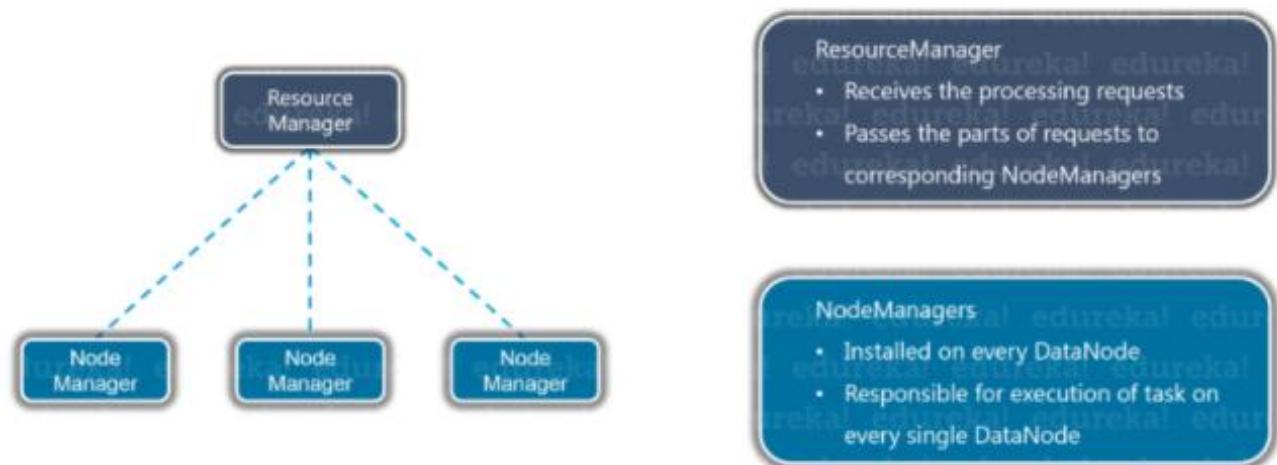 Resource
Manager
Node
Manager
Node
Manager
Node
Manager
ResourceManager
• Receives the processing requests
• Passes the parts of requests to
corresponding NodeManagers
NodeManagers
• Installed on every DataNode
• Responsible for execution of task on
every single DataNode